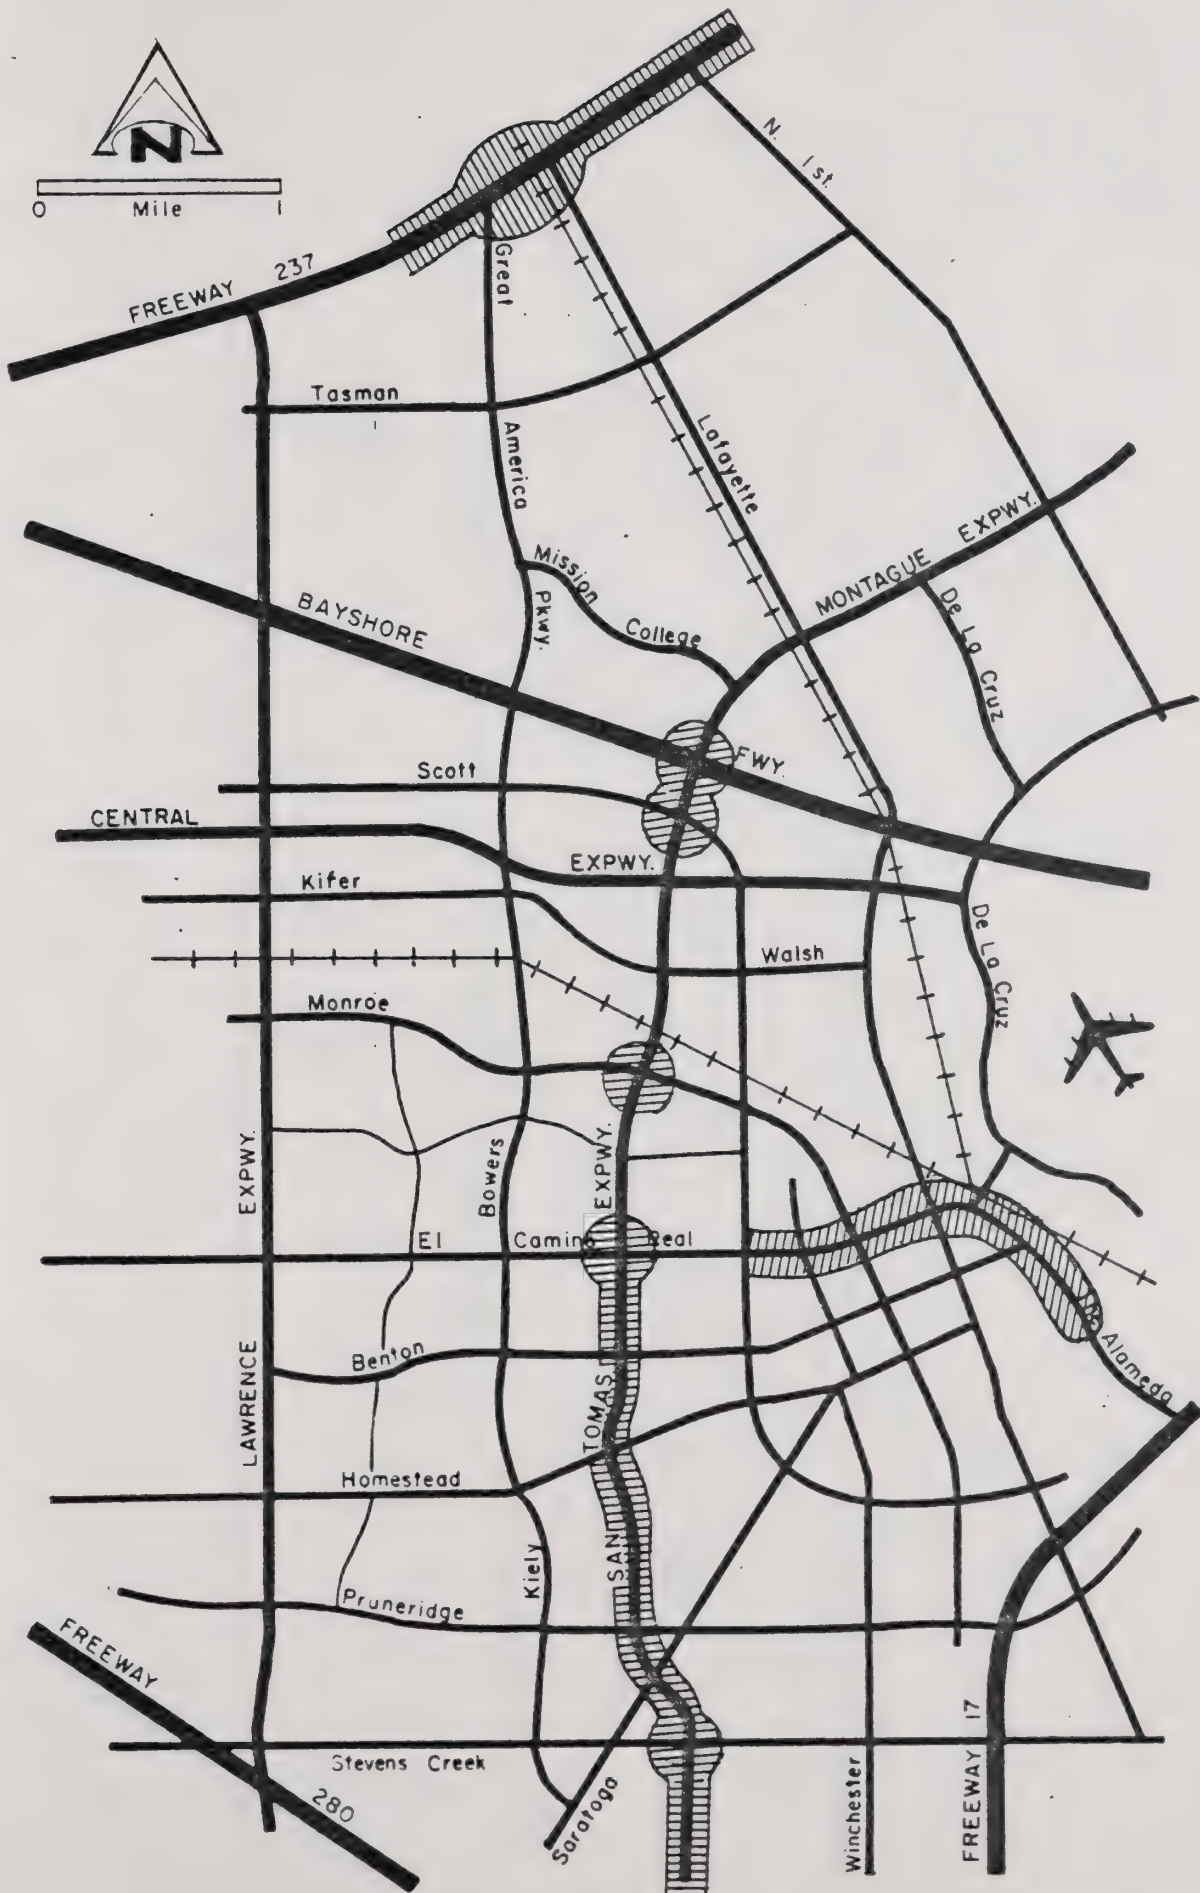 N
0 Mile 1
FREEWAY 237
N. 1st.
Great
America
Pkwy.
Tasman
Lafayette
Mission
College
MONTAGUE EXPWY.
De La Cruz
BAYSHORE
FWY.
Scott
CENTRAL
EXPWY.
Kifer
Walsh
De La Cruz
Monroe
EXPWY.
LAWRENCE
Bowers
EXPWY.
TOMAS
SAN
El Camino Real
Benton
Alameda
Homestead
Kiely
Pruneridge
FREEWAY
280
Stevens Creek
Saratoga
Winchester
FREEWAY 17